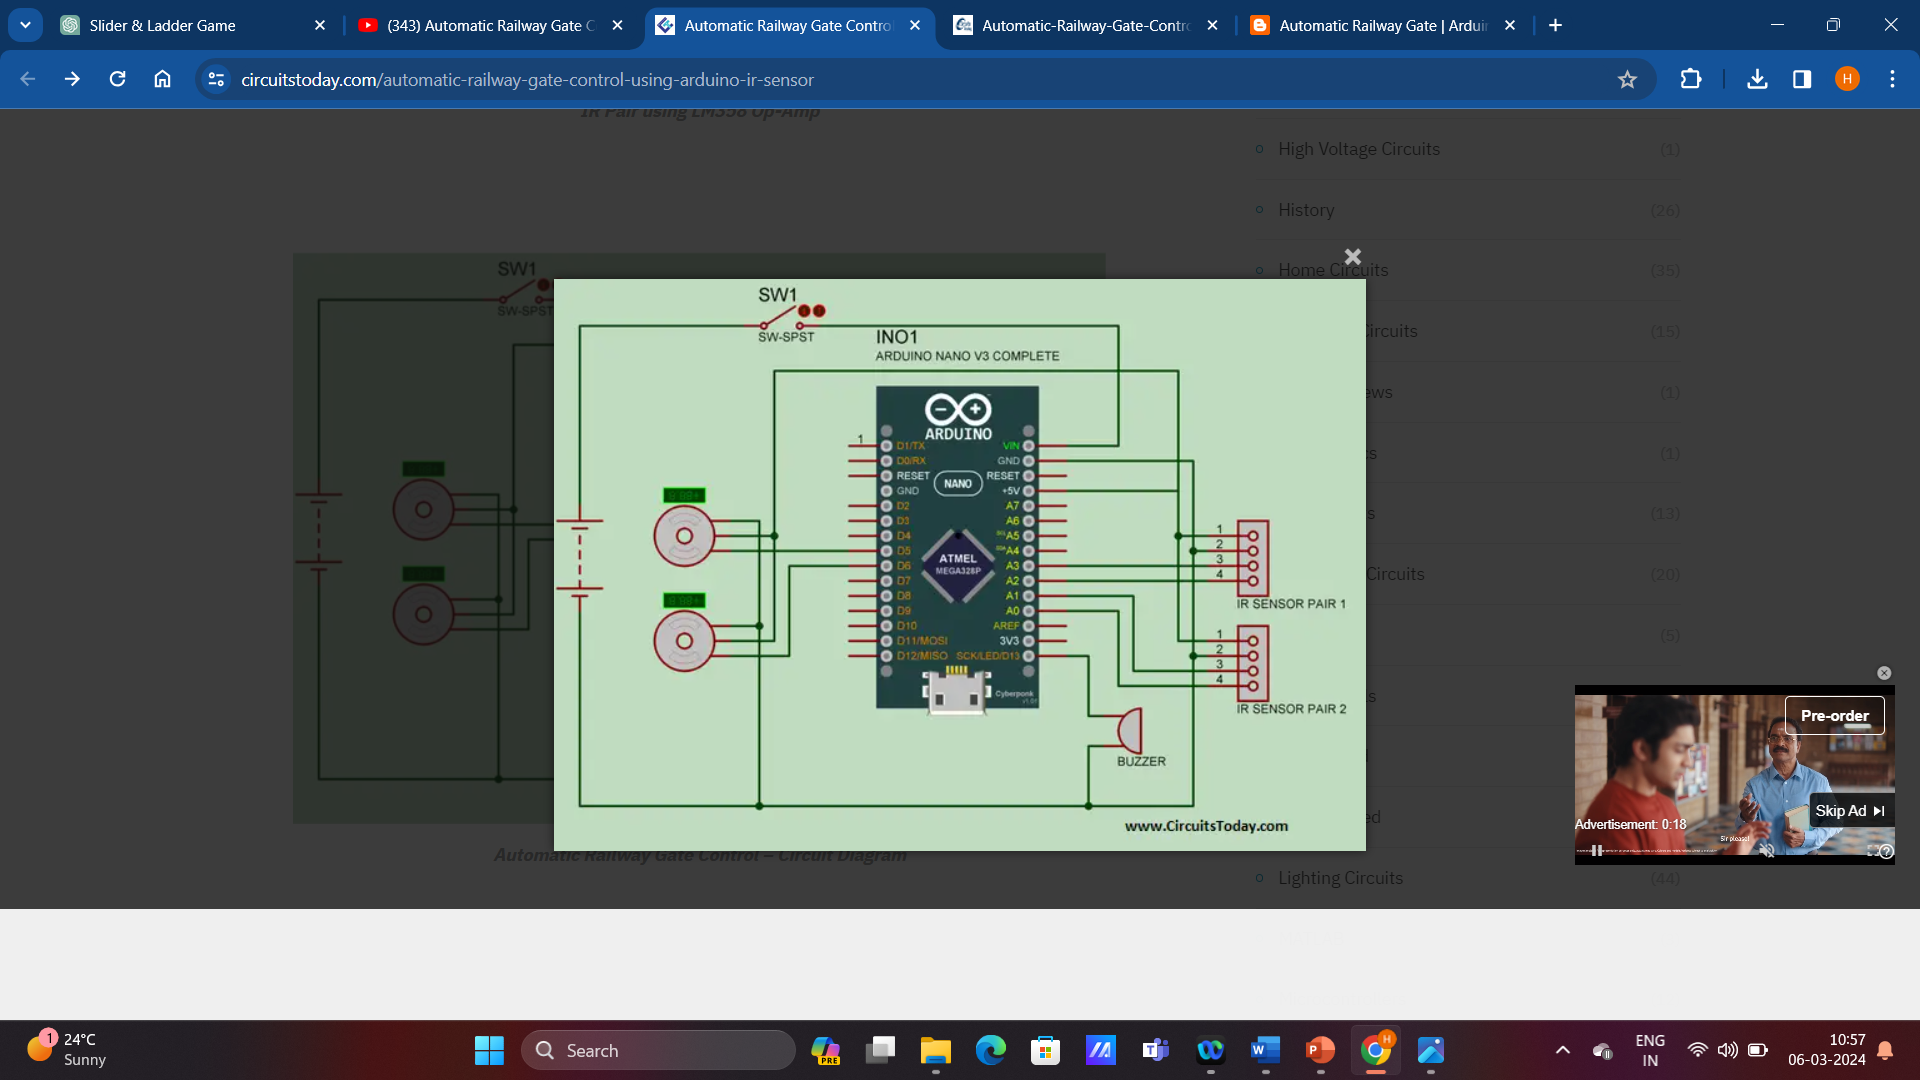 Slider & Ladder Game
(343) Automatic Railway Gate C
Automatic Railway Gate Contro
Automatic-Railway-Gate-Contro
Automatic Railway Gate | Ardui
circuitstoday.com/automatic-railway-gate-control-using-arduino-ir-sensor
H
IR Pair using LM358 Op-Amp
High Voltage Circuits (1)
History (26)
Home Circuits (35)
Circuits (15)
ews (1)
cs (1)
s (13)
Circuits (20)
(5)
s
ed
Lighting Circuits (44)
SW1
SW-SPST
SW1
SW-SPST
INO1
ARDUINO NANO V3 COMPLETE
ARDUINO
1
D1/TX VIN
D0/RX GND
RESET RESET
NANO
GND +5V
D2 A7
D3 A6
D4 A5
D5 A4
D6 A3
D7 A2
D8 A1
D9 A0
D10 AREF
D11/MOSI 3V3
D12/MISO SCK/LED/D13
ATMEL
MEGA328P
Cyberponk
1
2
3
4
IR SENSOR PAIR 1
1
2
3
4
IR SENSOR PAIR 2
BUZZER
www.CircuitsToday.com
Automatic Railway Gate Control – Circuit Diagram
Pre-order
Skip Ad
Advertisement: 0:18
Sir please!
1
24°C
Sunny
Search
PRE
W
P
H
ENG
IN
10:57
06-03-2024